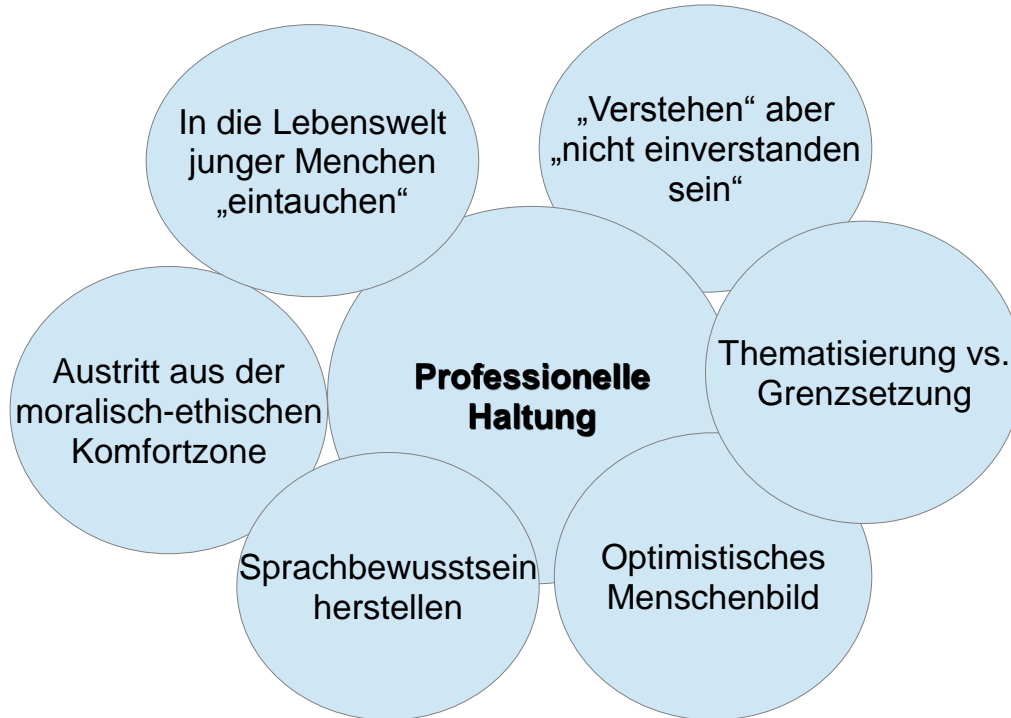 In die Lebenswelt
junger Menchen
„eintauchen“
„Verstehen“ aber
„nicht einverstanden
sein“
Austritt aus der
moralisch-ethischen
Komfortzone
Professionelle
Haltung
Thematisierung vs.
Grenzsetzung
Sprachbewusstsein
herstellen
Optimistisches
Menschenbild